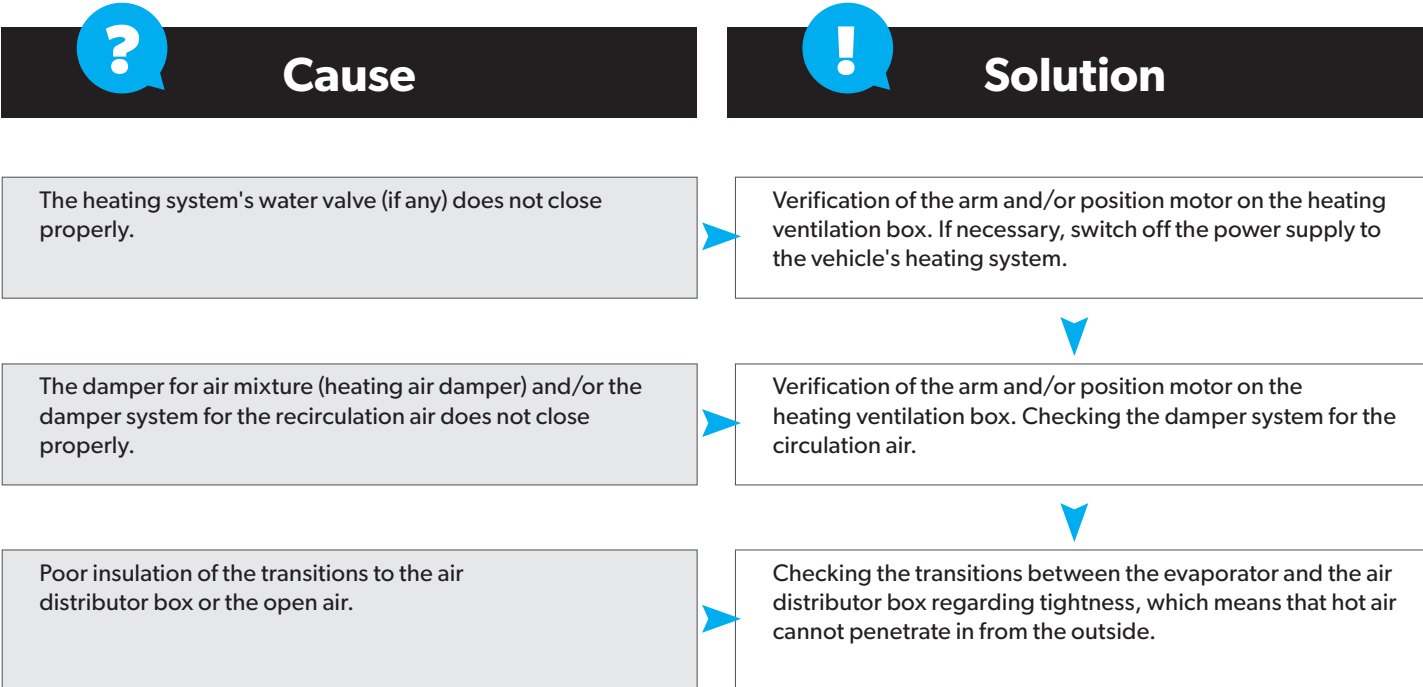 ?
Cause
!
Solution
The heating system's water valve (if any) does not close
properly.
Verification of the arm and/or position motor on the heating
ventilation box. If necessary, switch off the power supply to
the vehicle's heating system.
The damper for air mixture (heating air damper) and/or the
damper system for the recirculation air does not close
properly.
Verification of the arm and/or position motor on the
heating ventilation box. Checking the damper system for the
circulation air.
Poor insulation of the transitions to the air
distributor box or the open air.
Checking the transitions between the evaporator and the air
distributor box regarding tightness, which means that hot air
cannot penetrate in from the outside.